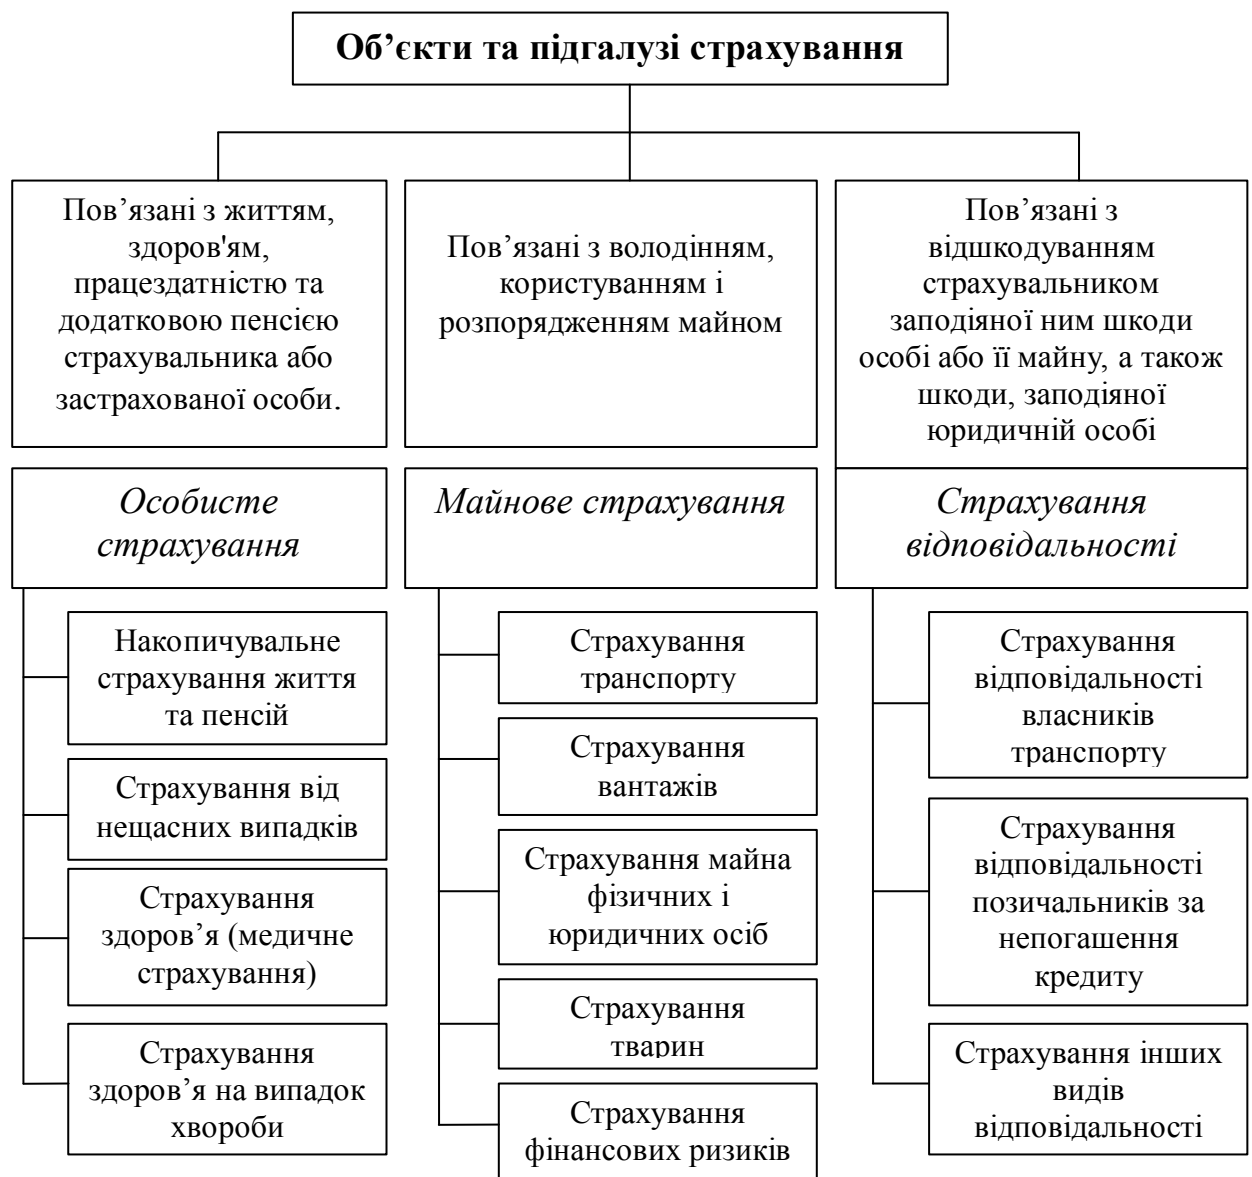 Об’єкти та підгалузі страхування
Пов’язані з життям,
здоров'ям,
працездатністю та
додатковою пенсією
страхувальника або
застрахованої особи.
Пов’язані з володінням,
користуванням і
розпорядженням майном
Пов’язані з
відшкодуванням
страхувальником
заподіяної ним шкоди
особі або її майну, а також
шкоди, заподіяної
юридичній особі
Особисте
страхування
Майнове страхування
Страхування
відповідальності
Накопичувальне
страхування життя
та пенсій
Страхування від
нещасних випадків
Страхування
здоров’я (медичне
страхування)
Страхування
здоров’я на випадок
хвороби
Страхування
транспорту
Страхування
вантажів
Страхування майна
фізичних і
юридичних осіб
Страхування
тварин
Страхування
фінансових ризиків
Страхування
відповідальності
власників
транспорту
Страхування
відповідальності
позичальників за
непогашення
кредиту
Страхування інших
видів
відповідальності